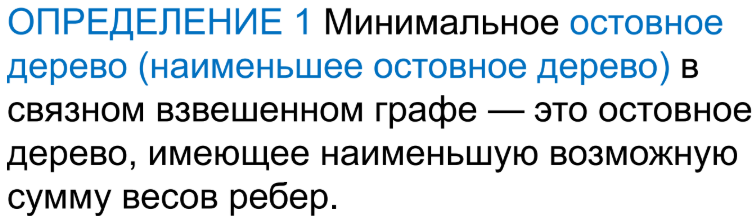 ОПРЕДЕЛЕНИЕ 1 Минимальное остовное
дерево (наименьшее остовное дерево) в
связном взвешенном графе — это остовное
дерево, имеющее наименьшую возможную
сумму весов ребер.